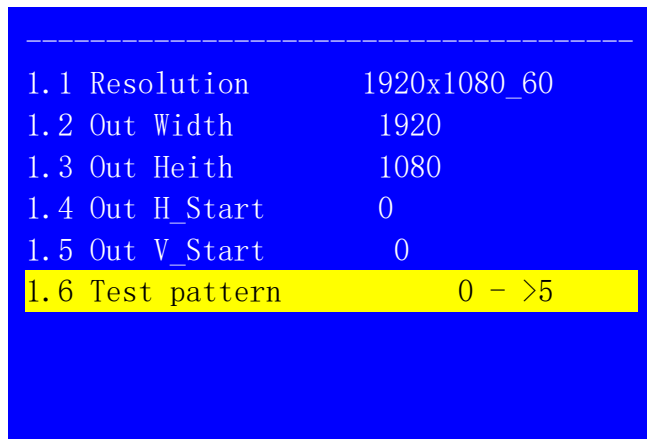 --------------------------------------
1.1 Resolution 1920x1080_60
1.2 Out Width 1920
1.3 Out Heith 1080
1.4 Out H_Start 0
1.5 Out V_Start 0
1.6 Test pattern 0 - >5